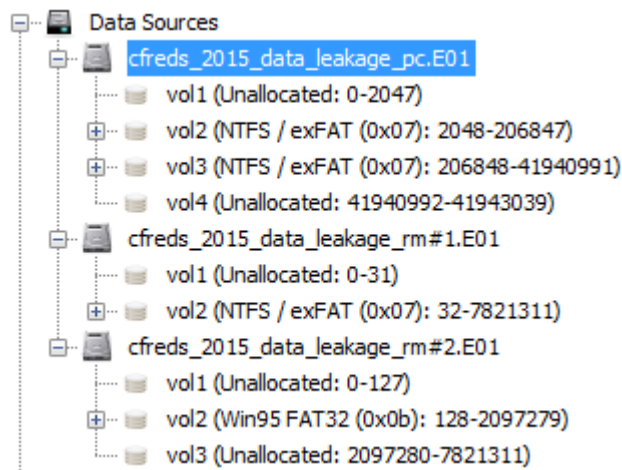 Data Sources
cfreds_2015_data_leakage_pc.E01
vol1 (Unallocated: 0-2047)
vol2 (NTFS / exFAT (0x07): 2048-206847)
vol3 (NTFS / exFAT (0x07): 206848-41940991)
vol4 (Unallocated: 41940992-41943039)
cfreds_2015_data_leakage_rm#1.E01
vol1 (Unallocated: 0-31)
vol2 (NTFS / exFAT (0x07): 32-7821311)
cfreds_2015_data_leakage_rm#2.E01
vol1 (Unallocated: 0-127)
vol2 (Win95 FAT32 (0x0b): 128-2097279)
vol3 (Unallocated: 2097280-7821311)